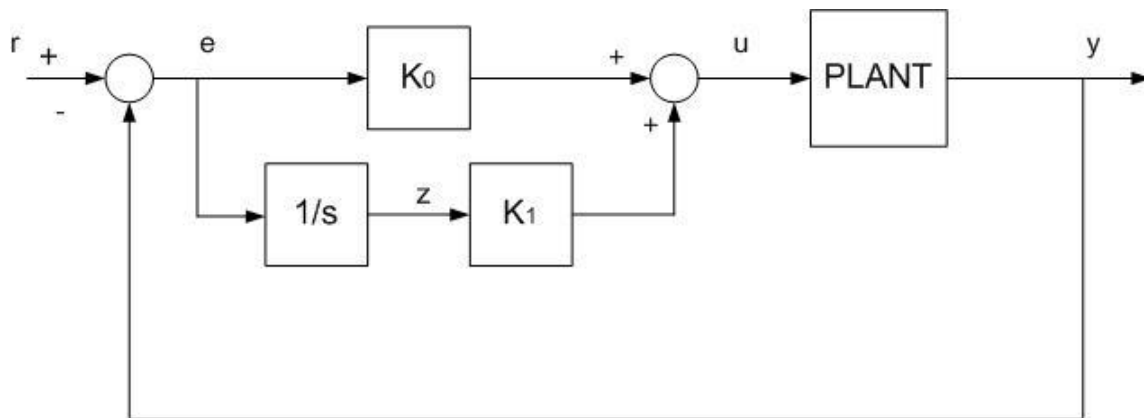 r
+
-
e
K₀
+
+
u
PLANT
y
1/s
z
K₁